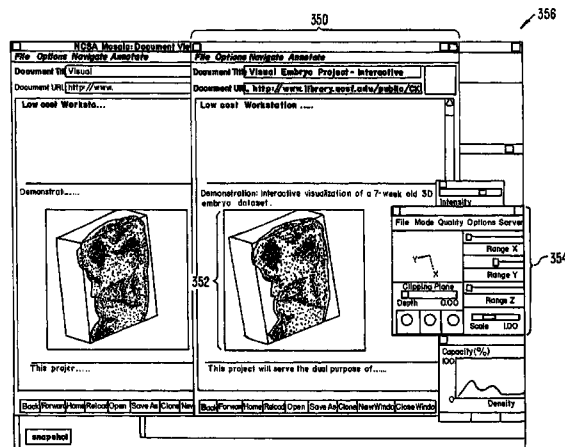 350
356
NCSA Mosaic: Document Vie
File Options Navigate Annotate
Document Titl Visual
Document URL http://www.
Low cost Worksta...
Demonstrat......
This projer.....
Back Forward Home Reload Open Save As Clone New
File Options Navigate Annotate
Document Title Visual Embryo Project - Interactive
Document URL http://www.library.ucsf.edu/public/CK
Low cost Workstation .....
Demonstration: Interactive visualization of a 7-week old 3D
embryo dataset.
352
This project will serve the dual purpose of.....
Back Forward Home Reload Open Save As Clone New Windo Close Windo
Intensity
File Mode Quality Options Server
Y
X
Range X
Range Y
Range Z
Clipping Plane
Depth 0.00
Scale 1.00
354
Capacity(%)
100
0
Density
snapshot